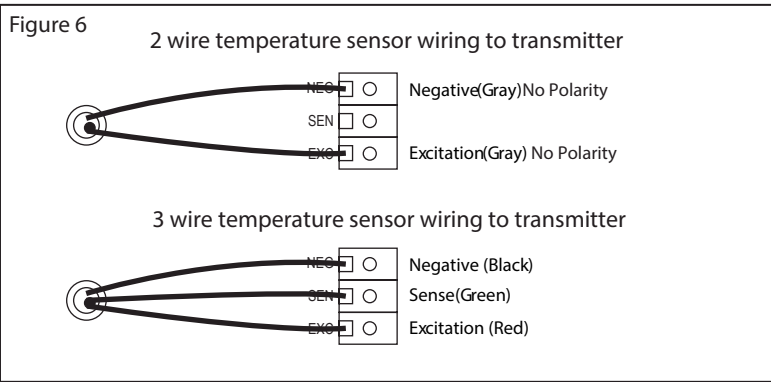 Figure 6
2 wire temperature sensor wiring to transmitter
NEG
Negative(Gray)No Polarity
SEN
EXC
Excitation(Gray) No Polarity
3 wire temperature sensor wiring to transmitter
NEG
Negative (Black)
SEN
Sense(Green)
EXC
Excitation (Red)